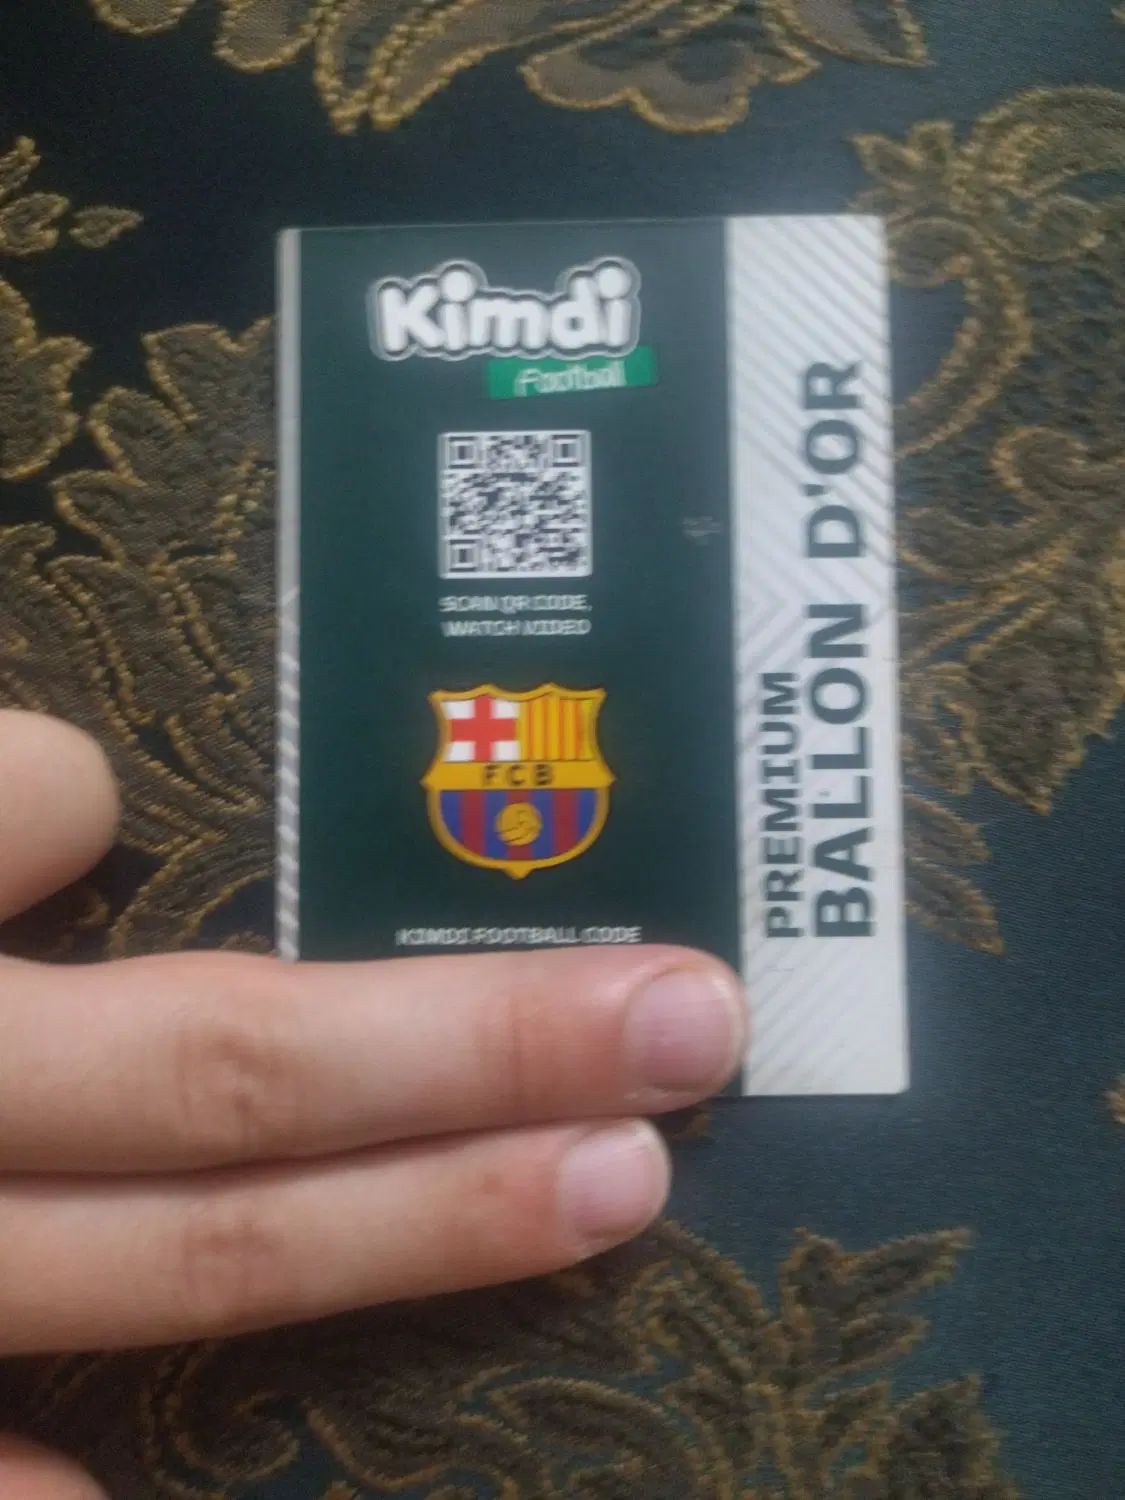 Kimdi
Football
SCAN QR CODE,
WATCH VIDEO
FCB
KIMDI FOOTBALL CODE
PREMIUM
BALLON D'OR